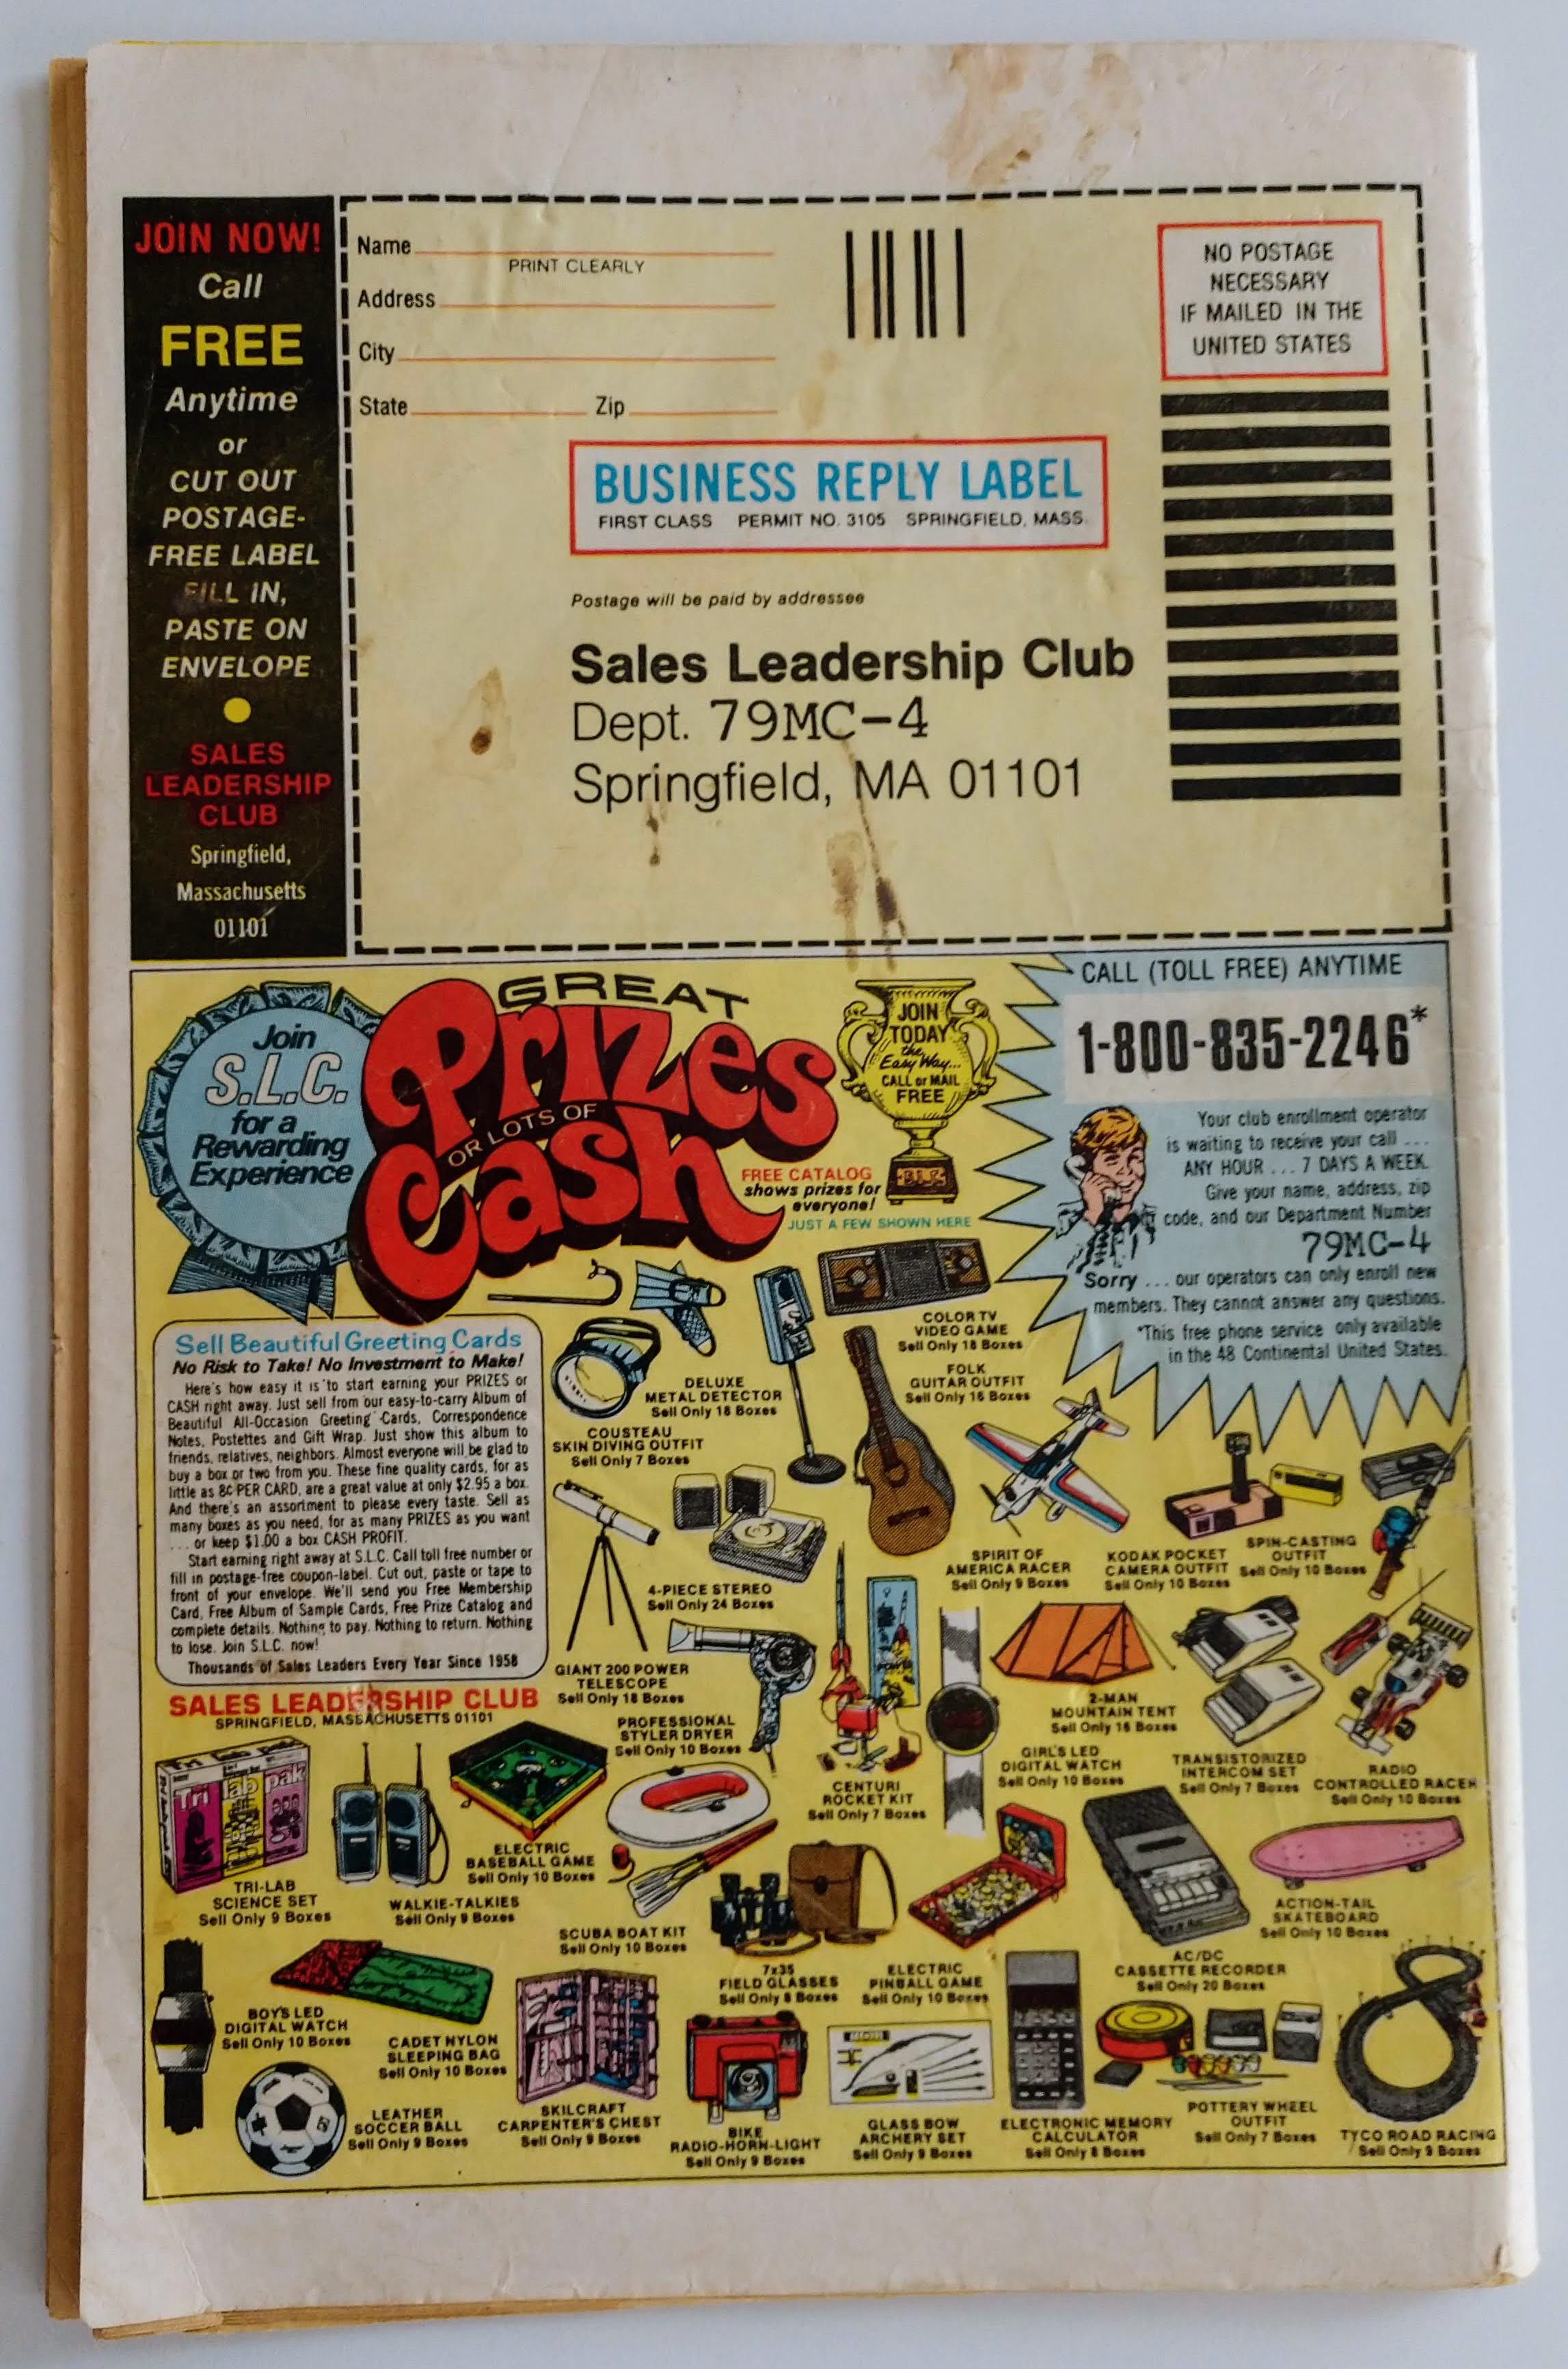 JOIN NOW!
Call
FREE
Anytime
or
CUT OUT
POSTAGE-
FREE LABEL
FILL IN,
PASTE ON
ENVELOPE
SALES
LEADERSHIP
CLUB
Springfield,
Massachusetts
01101
Name
PRINT CLEARLY
Address
City
State Zip
NO POSTAGE
NECESSARY
IF MAILED IN THE
UNITED STATES
BUSINESS REPLY LABEL
FIRST CLASS PERMIT NO. 3105 SPRINGFIELD, MASS.
Postage will be paid by addressee
Sales Leadership Club
Dept. 79MC-4
Springfield, MA 01101
Join
S.L.C.
for a
Rewarding
Experience
GREAT
Prizes
OR LOTS OF
Cash
JOIN
TODAY
the
Easy Way...
CALL or MAIL
FREE
FREE CATALOG
shows prizes for
everyone!
JUST A FEW SHOWN HERE
CALL (TOLL FREE) ANYTIME
1-800-835-2246*
Your club enrollment operator
is waiting to receive your call ...
ANY HOUR ... 7 DAYS A WEEK.
Give your name, address, zip
code, and our Department Number
79MC-4
Sorry ... our operators can only enroll new
members. They cannot answer any questions.
*This free phone service only available
in the 48 Continental United States.
Sell Beautiful Greeting Cards
No Risk to Take! No Investment to Make!
Here's how easy it is to start earning your PRIZES or
CASH right away. Just sell from our easy-to-carry Album of
Beautiful All-Occasion Greeting Cards, Correspondence
Notes, Postettes and Gift Wrap. Just show this album to
friends, relatives, neighbors. Almost everyone will be glad to
buy a box or two from you. These fine quality cards, for as
little as 8¢ PER CARD, are a great value at only $2.95 a box.
And there's an assortment to please every taste. Sell as
many boxes as you need, for as many PRIZES as you want
... or keep $1.00 a box CASH PROFIT.
Start earning right away at S.L.C. Call toll free number or
fill in postage-free coupon-label. Cut out, paste or tape to
front of your envelope. We'll send you Free Membership
Card, Free Album of Sample Cards, Free Prize Catalog and
complete details. Nothing to pay. Nothing to return. Nothing
to lose. Join S.L.C. now!
Thousands of Sales Leaders Every Year Since 1958
SALES LEADERSHIP CLUB
SPRINGFIELD, MASSACHUSETTS 01101
COLOR TV
VIDEO GAME
Sell Only 18 Boxes
DELUXE
METAL DETECTOR
Sell Only 18 Boxes
FOLK
GUITAR OUTFIT
Sell Only 16 Boxes
COUSTEAU
SKIN DIVING OUTFIT
Sell Only 7 Boxes
4-PIECE STEREO
Sell Only 24 Boxes
SPIRIT OF
AMERICA RACER
Sell Only 9 Boxes
KODAK POCKET
CAMERA OUTFIT
Sell Only 10 Boxes
SPIN-CASTING
OUTFIT
Sell Only 10 Boxes
GIANT 200 POWER
TELESCOPE
Sell Only 18 Boxes
PROFESSIONAL
STYLER DRYER
Sell Only 10 Boxes
CENTURI
ROCKET KIT
Sell Only 7 Boxes
GIRL'S LED
DIGITAL WATCH
Sell Only 10 Boxes
2-MAN
MOUNTAIN TENT
Sell Only 16 Boxes
TRANSISTORIZED
INTERCOM SET
Sell Only 7 Boxes
RADIO
CONTROLLED RACER
Sell Only 10 Boxes
Tri lab pak
TRI-LAB
SCIENCE SET
Sell Only 9 Boxes
WALKIE-TALKIES
Sell Only 9 Boxes
ELECTRIC
BASEBALL GAME
Sell Only 10 Boxes
SCUBA BOAT KIT
Sell Only 10 Boxes
7x35
FIELD GLASSES
Sell Only 8 Boxes
ELECTRIC
PINBALL GAME
Sell Only 10 Boxes
AC/DC
CASSETTE RECORDER
Sell Only 20 Boxes
ACTION-TAIL
SKATEBOARD
Sell Only 10 Boxes
BOY'S LED
DIGITAL WATCH
Sell Only 10 Boxes
CADET NYLON
SLEEPING BAG
Sell Only 10 Boxes
LEATHER
SOCCER BALL
Sell Only 9 Boxes
SKILCRAFT
CARPENTER'S CHEST
Sell Only 9 Boxes
BIKE
RADIO-HORN-LIGHT
Sell Only 9 Boxes
GLASS BOW
ARCHERY SET
Sell Only 9 Boxes
ELECTRONIC MEMORY
CALCULATOR
Sell Only 8 Boxes
POTTERY WHEEL
OUTFIT
Sell Only 7 Boxes
TYCO ROAD RACING
Sell Only 9 Boxes